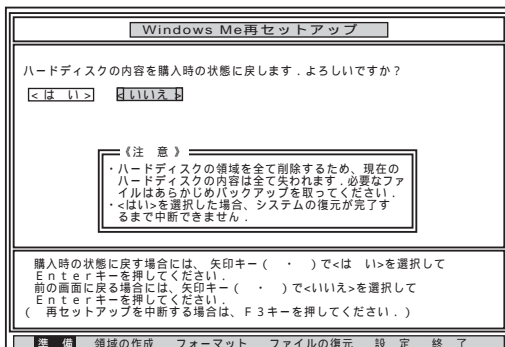 Windows Me再セットアップ
ハードディスクの内容を購入時の状態に戻します．よろしいですか？
<は　い>　<いいえ>
《注　意》
・ハードディスクの領域を全て削除するため、現在の
ハードディスクの内容は全て失われます．必要なファ
イルはあらかじめバックアップを取ってください．
・<はい>を選択した場合、システムの復元が完了す
るまで中断できません．
購入時の状態に戻す場合には、矢印キー（　・　）で<は　い>を選択して
Ｅｎｔｅｒキーを押してください．
前の画面に戻る場合には、矢印キー（　・　）で<いいえ>を選択して
Ｅｎｔｅｒキーを押してください．
（　再セットアップを中断する場合は、Ｆ３キーを押してください．）
準　備　領域の作成　フォーマット　ファイルの復元　設　定　終　了